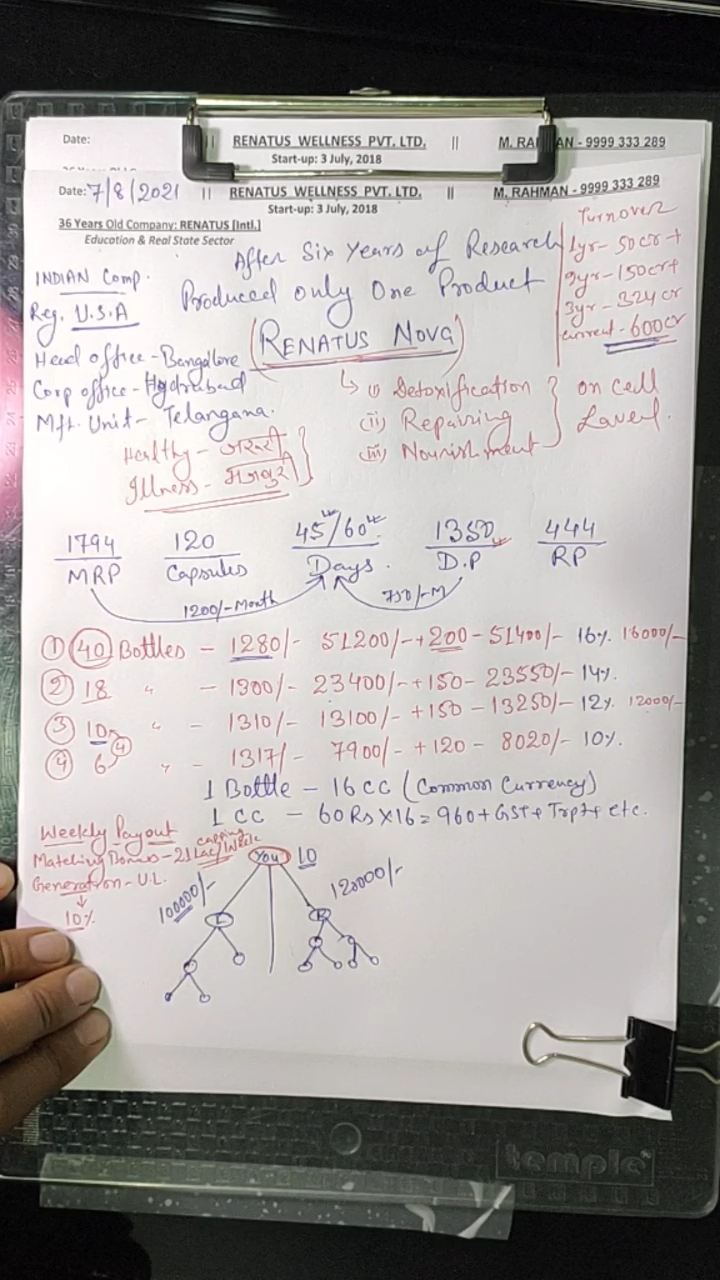 Date: || RENATUS WELLNESS PVT. LTD. || M. RAHMAN - 9999 333 289
Start-up: 3 July, 2018
Date: 7/8/2021 || RENATUS WELLNESS PVT. LTD. || M. RAHMAN - 9999 333 289
Start-up: 3 July, 2018
36 Years Old Company: RENATUS [Intl.]
Education & Real State Sector
Turnover
1yr - 50cr +
2yr - 150cr+
3yr - 324 cr
current - 600cr
After Six Years of Research
Produced only One Product
(RENATUS NOVA)
INDIAN Comp.
Reg. U.S.A
Head office - Bangalore
Corp office - Hydrabad
Mft. Unit - Telangana.
Healthy - जरूरी
Illness - मजबूरी
(i) Detoxification
(ii) Repairing
(iii) Nourishment
on cell
Lavel.
1794 120 45/60 1350 444
MRP Capsules Days. D.P RP
1200/-Month 750/-M
① 40 Bottles - 1280/- 51200/-+200 - 51400/- 16% 16000/-
② 18 " - 1300/- 23400/-+150 - 23550/- 14%.
③ 10 " - 1310/- 13100/- +150 - 13250/- 12% 12000/-
④ 6 ④ " - 1317/- 7900/- +120 - 8020/- 10%.
1 Bottle - 16 CC (Common Currency)
1 CC - 60 Rs X16 = 960 + GST + Trpt + etc.
Weekly Payout
Matching Bonus - 21 Lac/Week capping
Generation - U.L.
10%
You 10
100000/- 120000/-
L R
temple